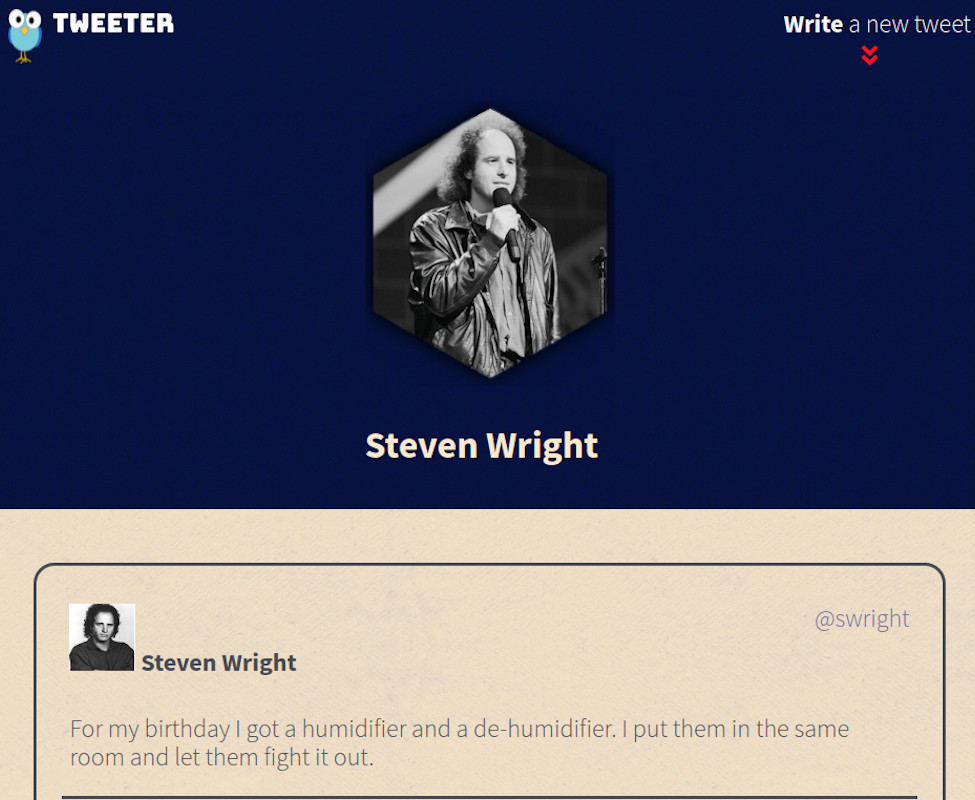 TWEETER
Write a new tweet
Steven Wright
@swright
Steven Wright
For my birthday I got a humidifier and a de-humidifier. I put them in the same
room and let them fight it out.